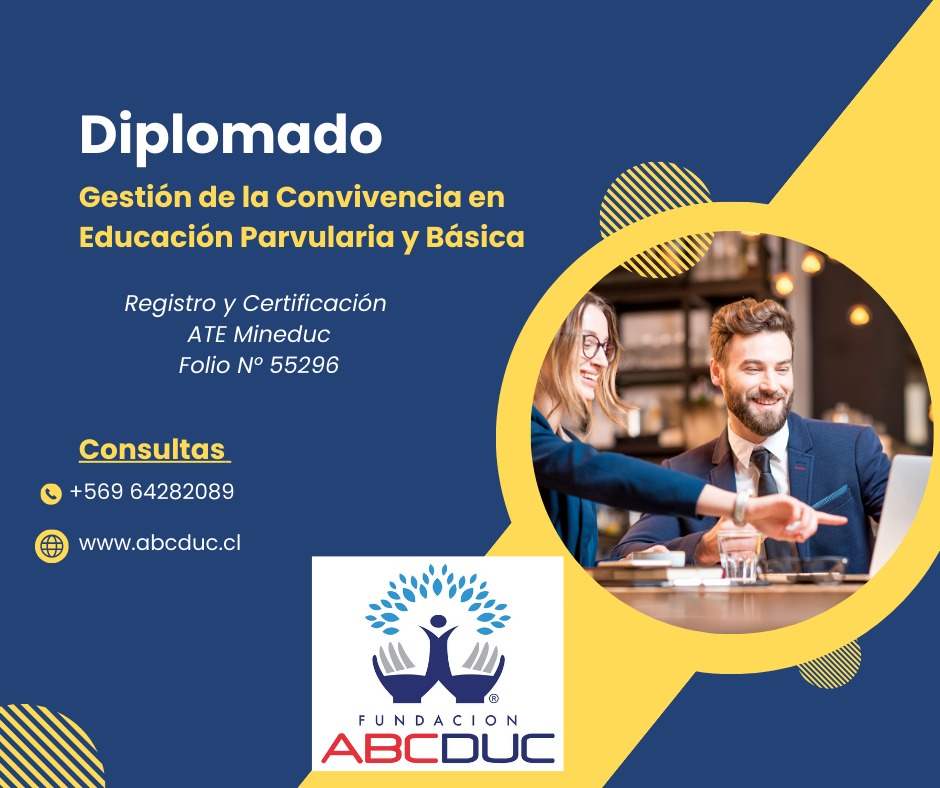 Diplomado
Gestión de la Convivencia en
Educación Parvularia y Básica
Registro y Certificación
ATE Mineduc
Folio N° 55296
Consultas
+569 64282089
www.abcduc.cl
®
FUNDACION
ABCDUC